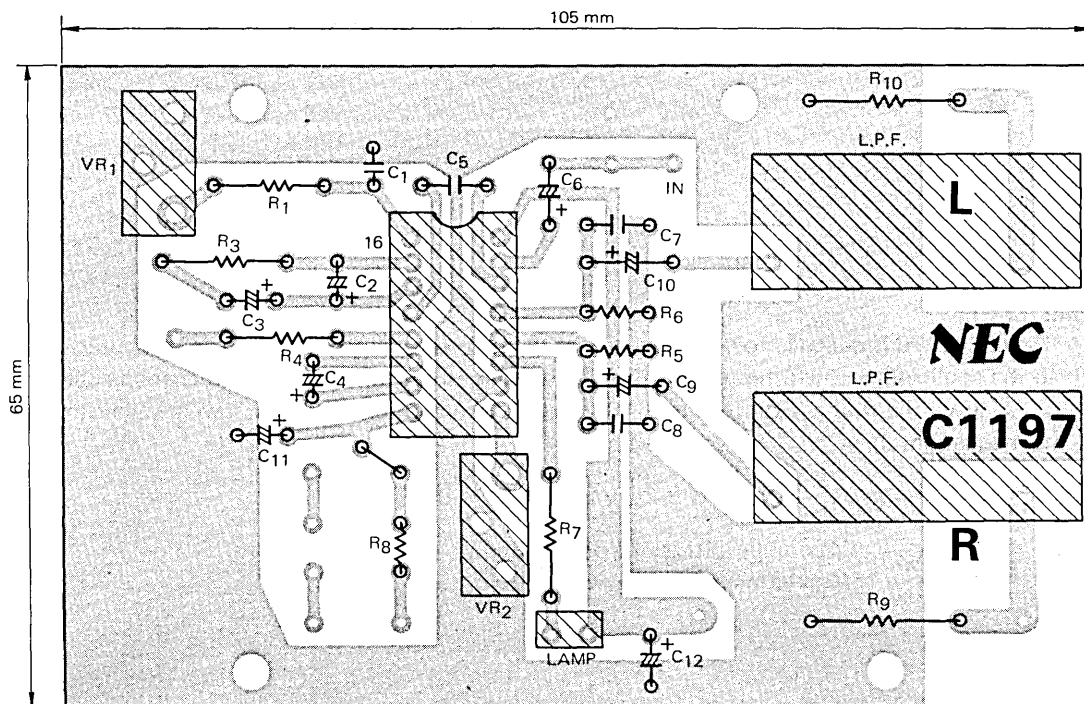 105 mm
65 mm
R10
L.P.F.
VR1
C1
C5
C6
IN
R1
L
16
C7
R3
C2
C10
C3
R6
NEC
R4
R5
L.P.F.
C4
C9
C1197
C8
C11
R8
R7
R
VR2
R9
LAMP
C12